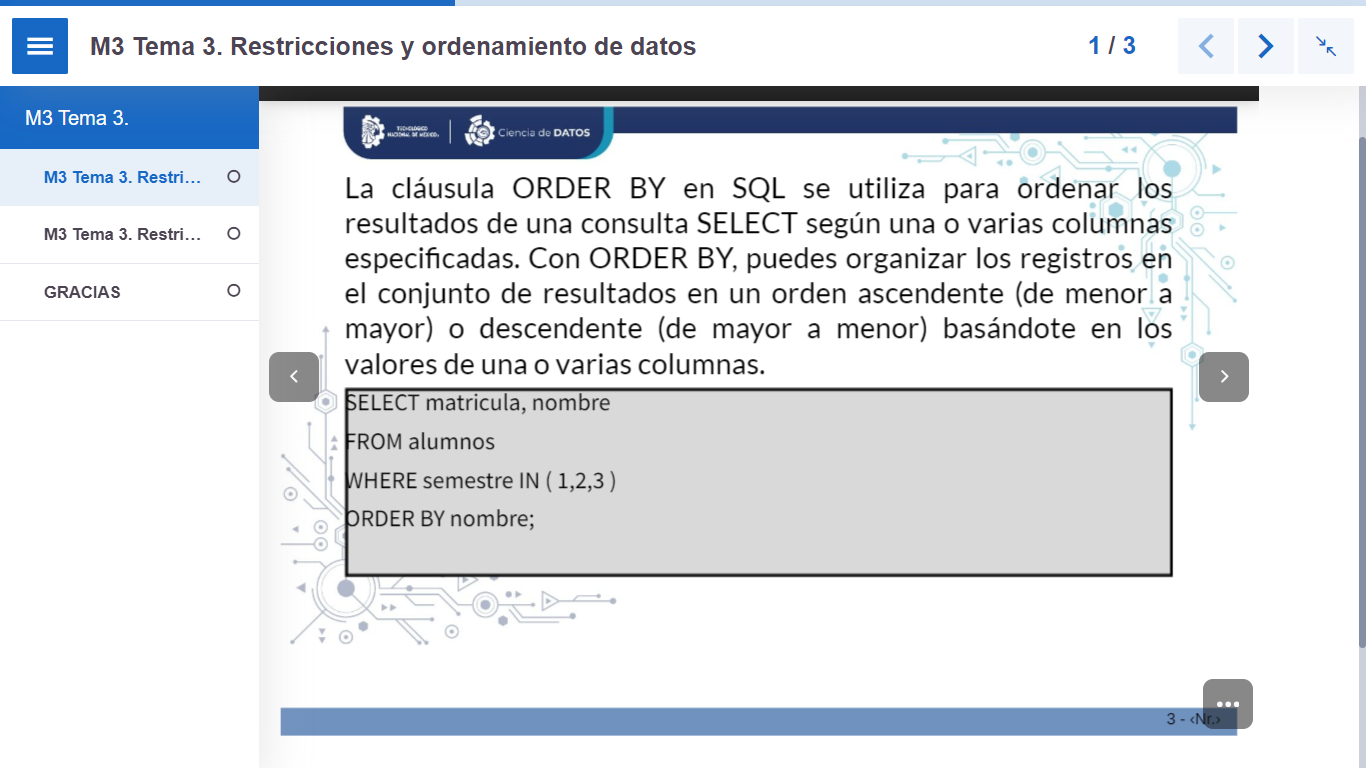 M3 Tema 3. Restricciones y ordenamiento de datos
1 / 3
M3 Tema 3.
M3 Tema 3. Restri...
M3 Tema 3. Restri...
GRACIAS
TECNOLÓGICO
NACIONAL DE MÉXICO.
Ciencia de DATOS
La cláusula ORDER BY en SQL se utiliza para ordenar los
resultados de una consulta SELECT según una o varias columnas
especificadas. Con ORDER BY, puedes organizar los registros en
el conjunto de resultados en un orden ascendente (de menor a
mayor) o descendente (de mayor a menor) basándote en los
valores de una o varias columnas.
SELECT matricula, nombre
FROM alumnos
WHERE semestre IN ( 1,2,3 )
ORDER BY nombre;
3 - ‹Nr.›